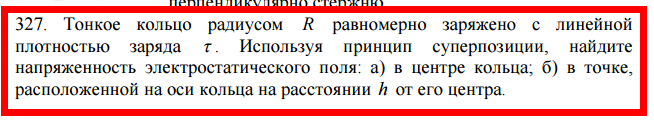 перпендикулярно стержню
327. Тонкое кольцо радиусом R равномерно заряжено с линейной
плотностью заряда τ. Используя принцип суперпозиции, найдите
напряженность электростатического поля: а) в центре кольца; б) в точке,
расположенной на оси кольца на расстоянии h от его центра.